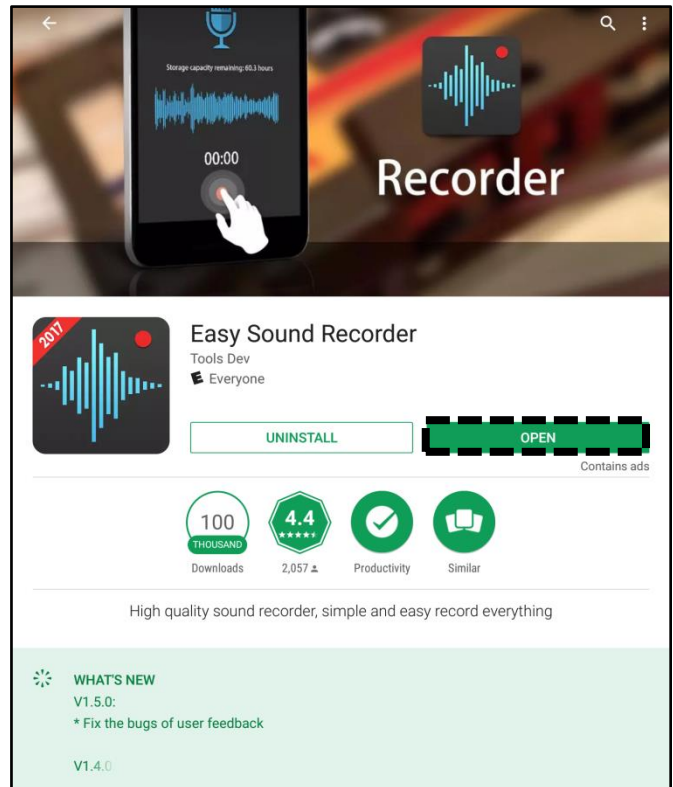 Storage capacity remaining: 60.3 hours
00:00
Recorder
2017
Easy Sound Recorder
Tools Dev
E Everyone
UNINSTALL
OPEN
Contains ads
100
THOUSAND
4.4
Downloads
2,057
Productivity
Similar
High quality sound recorder, simple and easy record everything
WHAT'S NEW
V1.5.0:
* Fix the bugs of user feedback
V1.4.0